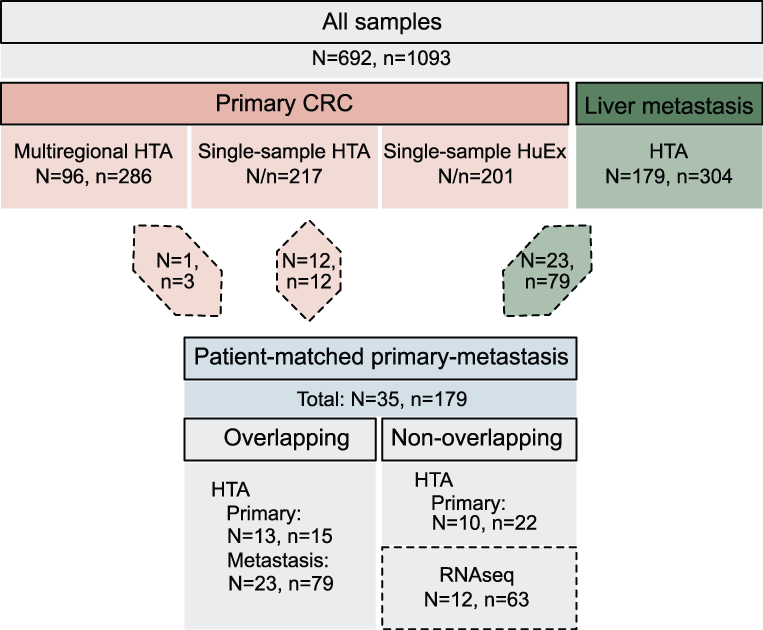 All samples
N=692, n=1093
Primary CRC
Liver metastasis
Multiregional HTA
N=96, n=286
Single-sample HTA
N/n=217
Single-sample HuEx
N/n=201
HTA
N=179, n=304
N=1,
n=3
N=12,
n=12
N=23,
n=79
Patient-matched primary-metastasis
Total: N=35, n=179
Overlapping
Non-overlapping
HTA
Primary:
N=13, n=15
Metastasis:
N=23, n=79
HTA
Primary:
N=10, n=22
RNAseq
N=12, n=63